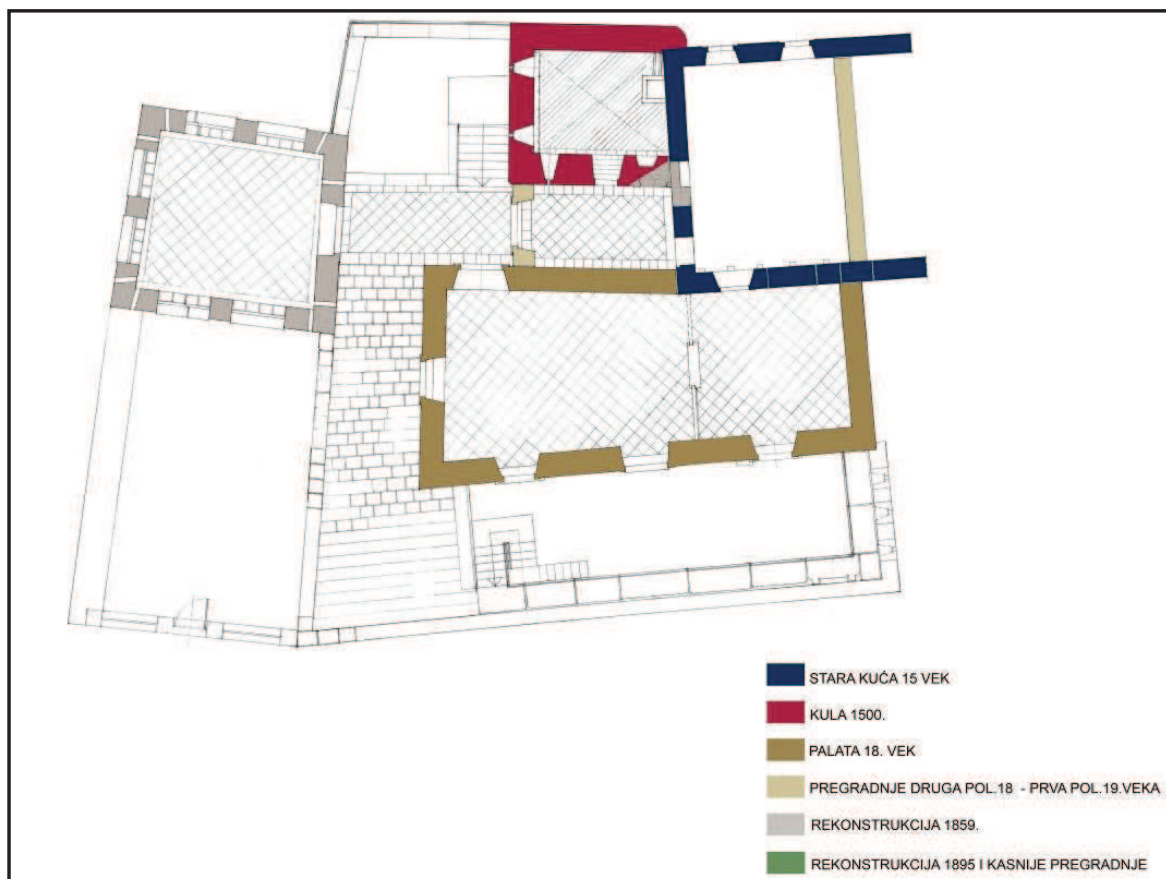 STARA KUĆA 15 VEK
KULA 1500.
PALATA 18. VEK
PREGRADNJE DRUGA POL.18 - PRVA POL.19.VEKA
REKONSTRUKCIJA 1859.
REKONSTRUKCIJA 1895 I KASNIJE PREGRADNJE